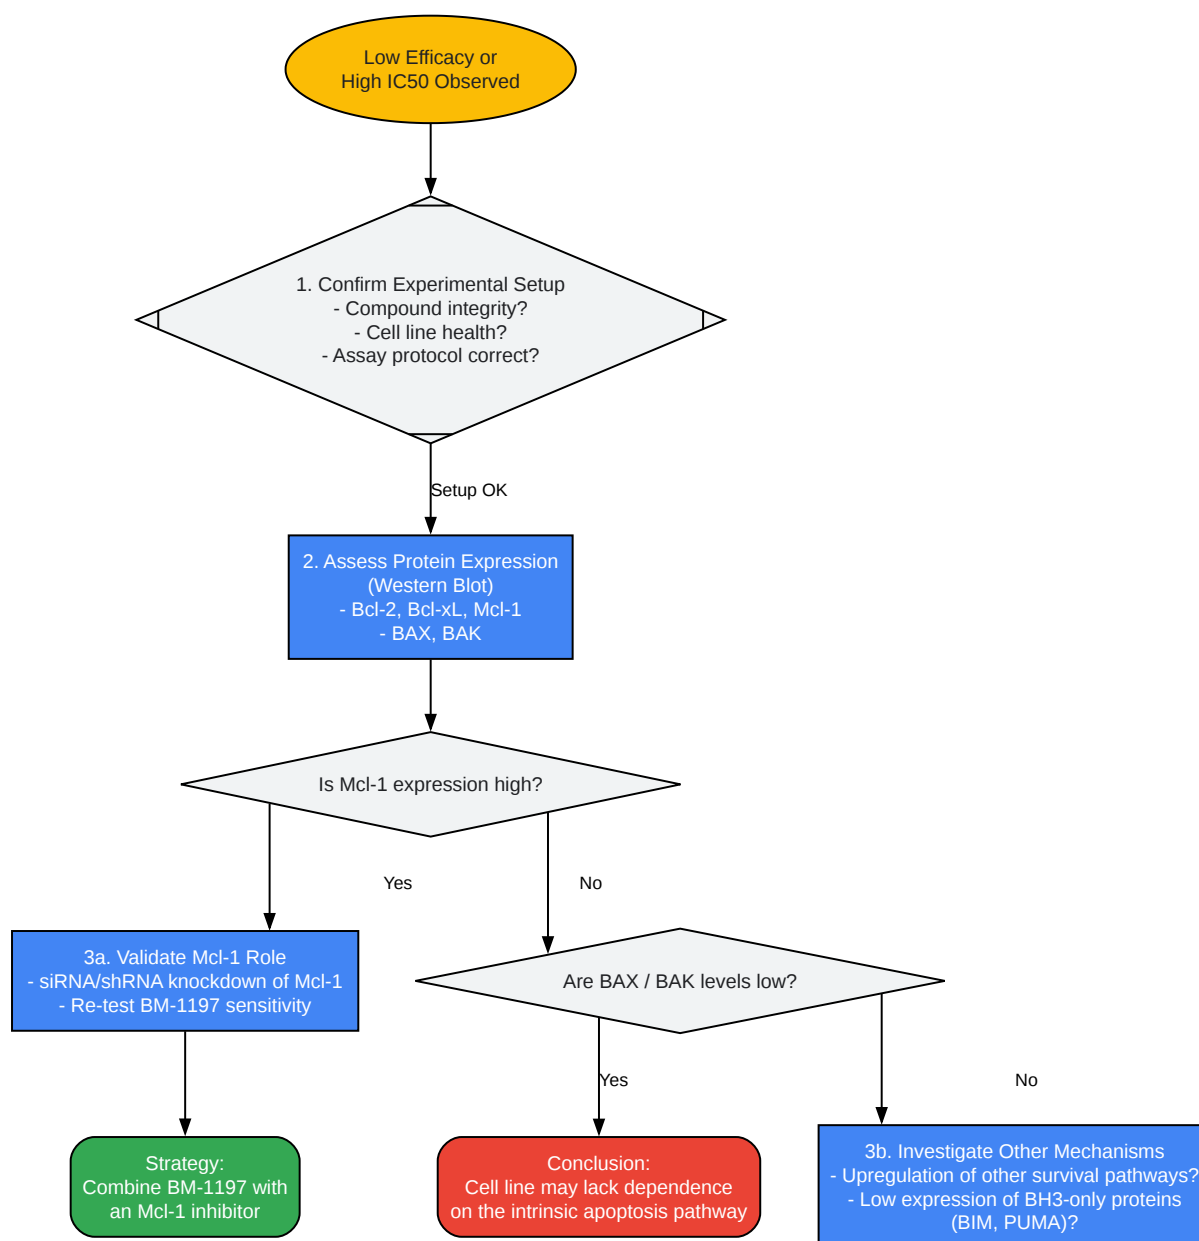 Low Efficacy or
High IC50 Observed
1. Confirm Experimental Setup
- Compound integrity?
- Cell line health?
- Assay protocol correct?
Setup OK
2. Assess Protein Expression
(Western Blot)
- Bcl-2, Bcl-xL, Mcl-1
- BAX, BAK
Is Mcl-1 expression high?
Yes
No
3a. Validate Mcl-1 Role
- siRNA/shRNA knockdown of Mcl-1
- Re-test BM-1197 sensitivity
Are BAX / BAK levels low?
Yes
No
Strategy:
Combine BM-1197 with
an Mcl-1 inhibitor
Conclusion:
Cell line may lack dependence
on the intrinsic apoptosis pathway
3b. Investigate Other Mechanisms
- Upregulation of other survival pathways?
- Low expression of BH3-only proteins
(BIM, PUMA)?